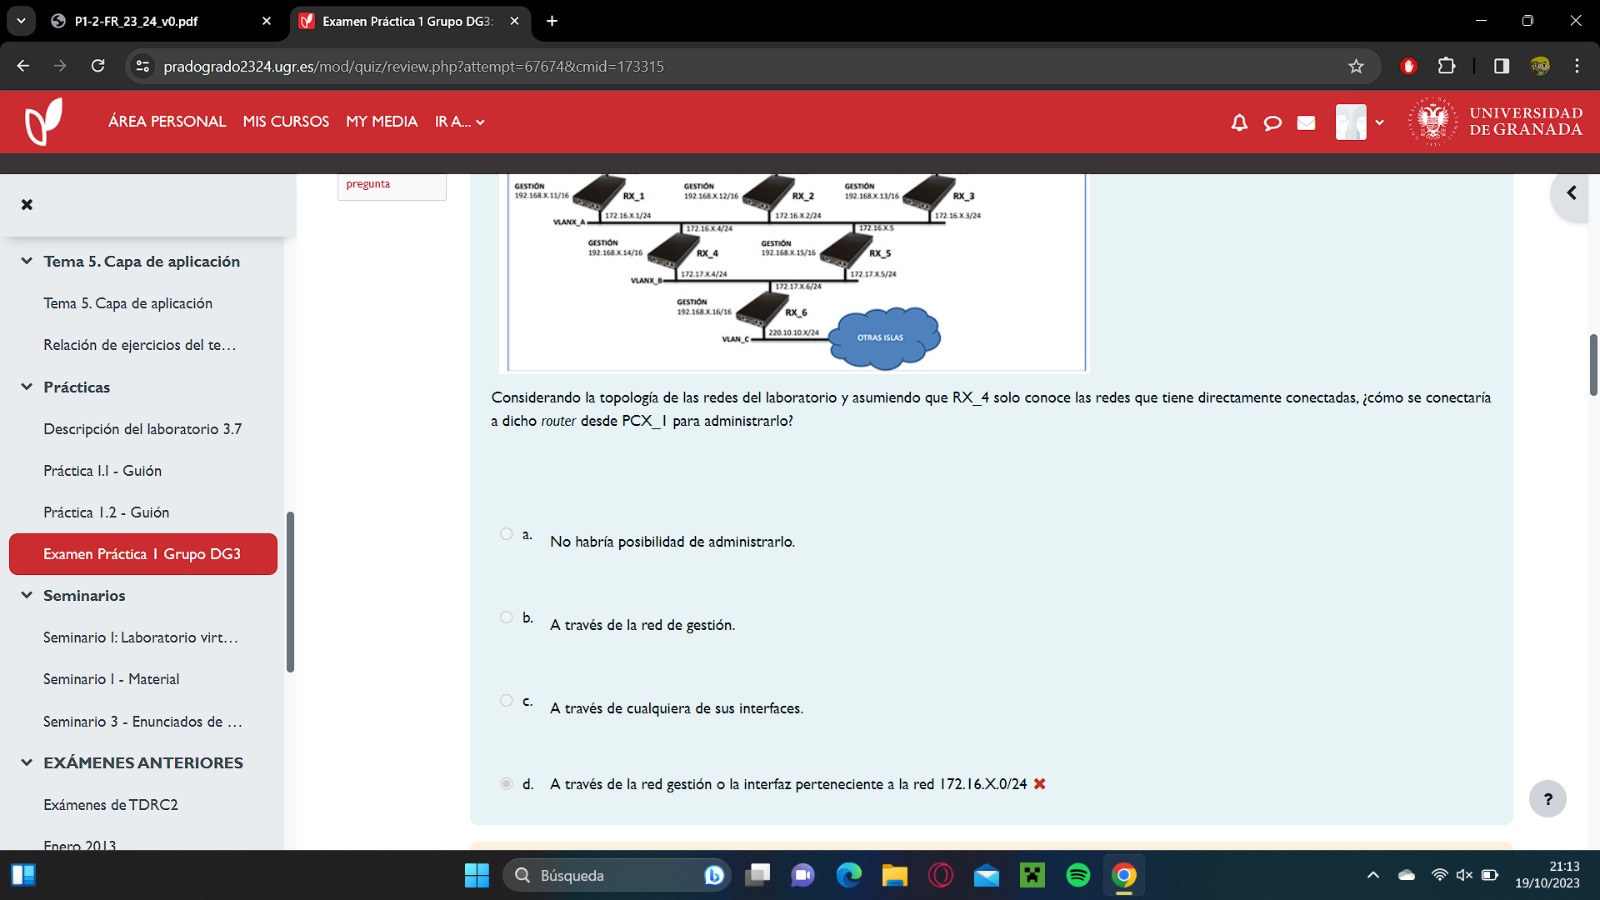 P1-2-FR_23_24_v0.pdf
Examen Práctica 1 Grupo DG3:
pradogrado2324.ugr.es/mod/quiz/review.php?attempt=67674&cmid=173315
ÁREA PERSONAL MIS CURSOS MY MEDIA IR A...
UNIVERSIDAD
DE GRANADA
Tema 5. Capa de aplicación
Tema 5. Capa de aplicación
Relación de ejercicios del te...
Prácticas
Descripción del laboratorio 3.7
Práctica 1.1 - Guión
Práctica 1.2 - Guión
Examen Práctica 1 Grupo DG3
Seminarios
Seminario 1: Laboratorio virt...
Seminario 1 - Material
Seminario 3 - Enunciados de ...
EXÁMENES ANTERIORES
Exámenes de TDRC2
Enero 2013
pregunta
GESTIÓN
192.168.X.11/16
RX_1
GESTIÓN
192.168.X.12/16
RX_2
GESTIÓN
192.168.X.13/16
RX_3
172.16.X.1/24
172.16.X.2/24
172.16.X.3/24
VLANX_A
172.16.X.4/24
172.16.X.5
GESTIÓN
192.168.X.14/16
RX_4
GESTIÓN
192.168.X.15/16
RX_5
172.17.X.4/24
172.17.X.5/24
VLANX_B
172.17.X.6/24
GESTIÓN
192.168.X.16/16
RX_6
220.10.10.X/24
VLAN_C
OTRAS ISLAS
Considerando la topología de las redes del laboratorio y asumiendo que RX_4 solo conoce las redes que tiene directamente conectadas, ¿cómo se conectaría
a dicho router desde PCX_1 para administrarlo?
a. No habría posibilidad de administrarlo.
b. A través de la red de gestión.
c. A través de cualquiera de sus interfaces.
d. A través de la red gestión o la interfaz perteneciente a la red 172.16.X.0/24
?
Búsqueda
21:13
19/10/2023